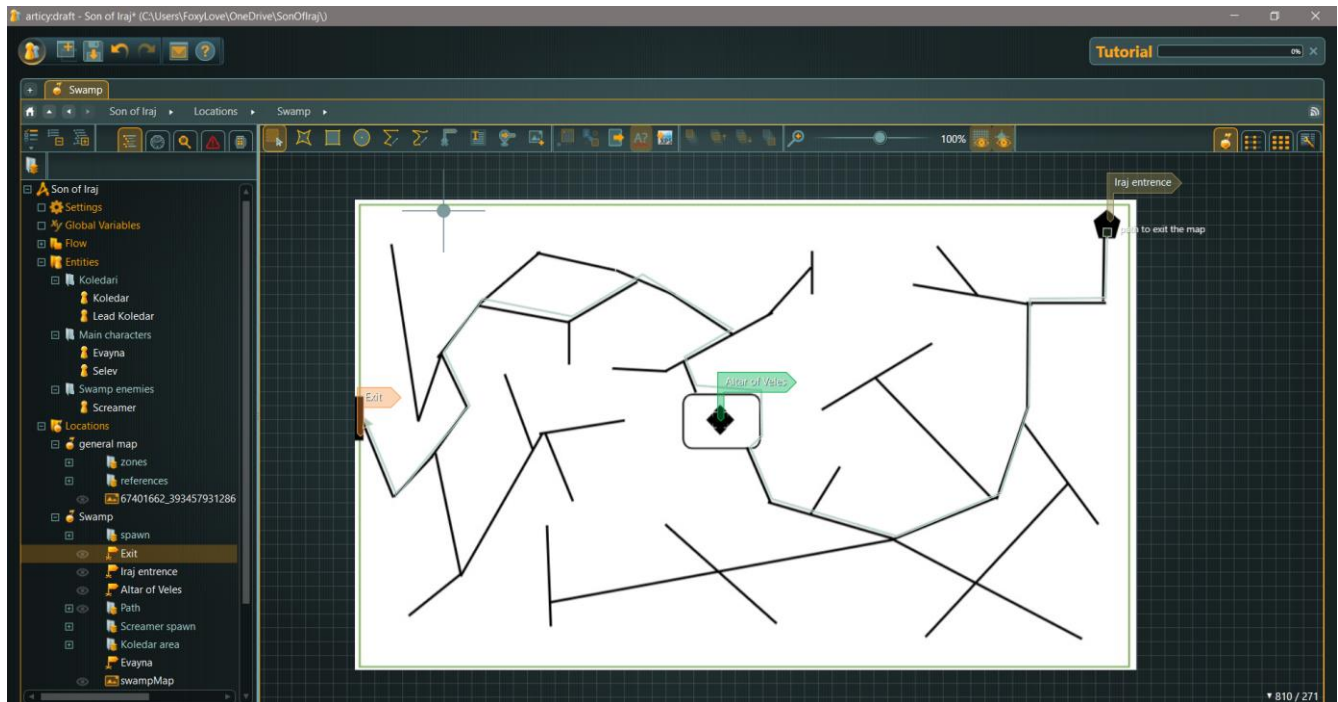 articy:draft - Son of Iraj* (C:\Users\FoxyLove\OneDrive\SonOfIraj\)
Tutorial 0%
Swamp
Son of Iraj Locations Swamp
100%
Son of Iraj
Settings
Global Variables
Flow
Entities
Koledari
Koledar
Lead Koledar
Main characters
Evayna
Selev
Swamp enemies
Screamer
Locations
general map
zones
references
67401662_393457931286
Swamp
spawn
Exit
Iraj entrence
Altar of Veles
Path
Screamer spawn
Koledar area
Evayna
swampMap
Iraj entrence
path to exit the map
Altar of Veles
Exit
810 / 271